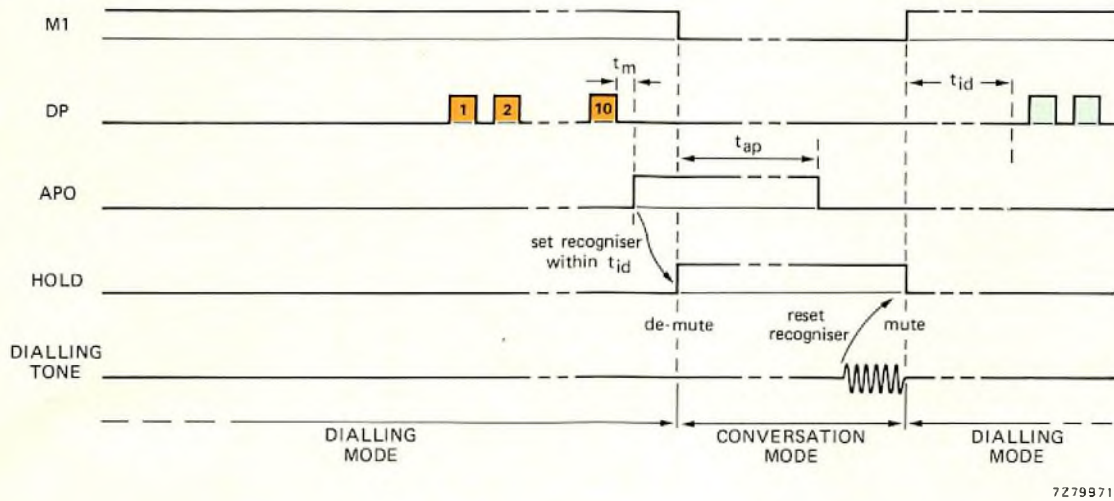 M1
t_m
t_id
DP
1
2
10
t_ap
APO
set recogniser
within t_id
HOLD
de-mute
reset
recogniser
mute
DIALLING
TONE
DIALLING
MODE
CONVERSATION
MODE
DIALLING
MODE
7Z79971